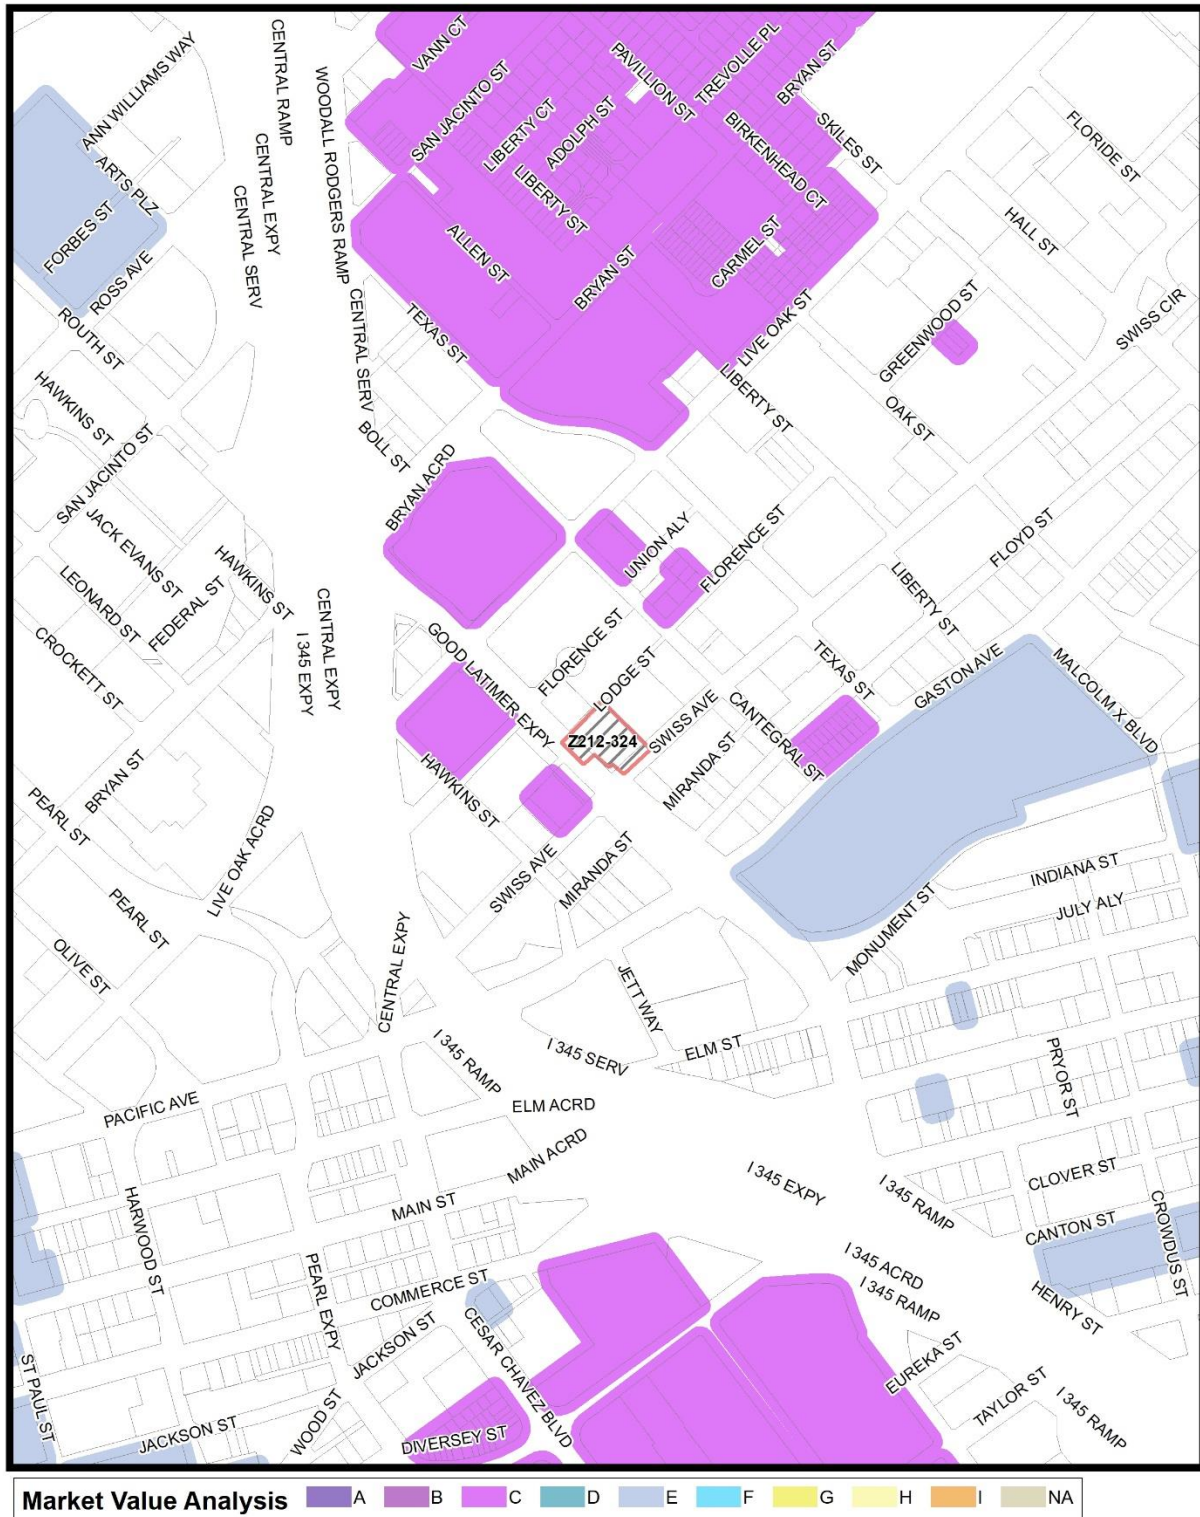 VANN CT
ANN WILLIAMS WAY
CENTRAL RAMP
WOODALL RODGERS RAMP
SAN JACINTO ST
PAVILLION ST
TREVOLLE PL
BRYAN ST
CENTRAL EXPY
LIBERTY CT
ADOLPH ST
BIRKENHEAD CT
SKILES ST
FLORIDE ST
ARTS PLZ
FORBES ST
CENTRAL SERV
LIBERTY ST
HALL ST
ROSS AVE
ALLEN ST
BRYAN ST
CARMEL ST
ROUTH ST
TEXAS ST
CENTRAL SERV
LIVE OAK ST
GREENWOOD ST
SWISS CIR
HAWKINS ST
LIBERTY ST
OAK ST
SAN JACINTO ST
BOLL ST
BRYAN ACRD
JACK EVANS ST
UNION ALY
FLORENCE ST
FLOYD ST
LEONARD ST
FEDERAL ST
HAWKINS ST
LIBERTY ST
CROCKETT ST
CENTRAL EXPY
I 345 EXPY
GOOD LATIMER EXPY
FLORENCE ST
LODGE ST
TEXAS ST
GASTON AVE
MALCOLM X BLVD
Z212-324
SWISS AVE
CANTEGRAL ST
MIRANDA ST
BRYAN ST
PEARL ST
HAWKINS ST
LIVE OAK ACRD
SWISS AVE
MIRANDA ST
INDIANA ST
PEARL ST
JULY ALY
OLIVE ST
CENTRAL EXPY
MONUMENT ST
JETT WAY
I 345 RAMP
I 345 SERV
ELM ST
PRYOR ST
PACIFIC AVE
ELM ACRD
MAIN ACRD
I 345 EXPY
I 345 RAMP
CLOVER ST
HARWOOD ST
MAIN ST
CANTON ST
CROWDUS ST
PEARL EXPY
COMMERCE ST
I 345 ACRD
I 345 RAMP
HENRY ST
ST PAUL ST
JACKSON ST
CESAR CHAVEZ BLVD
EUREKA ST
TAYLOR ST
I 345 RAMP
JACKSON ST
WOOD ST
DIVERSEY ST
Market Value Analysis A B C D E F G H I NA